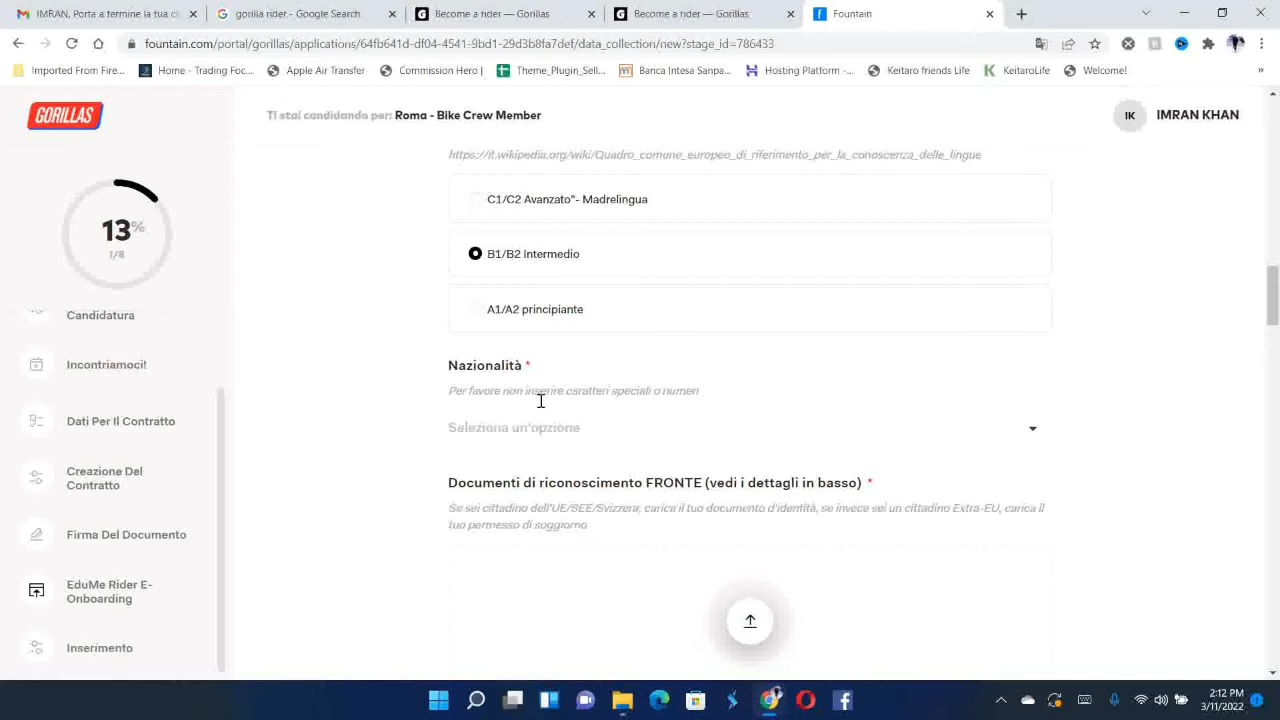 IMRAN, Permine la tua c
gorilla rider - Google Search
Become a rider — Gorillas
Become a rider — Gorillas
Fountain
fountain.com/portal/gorillas/applications/64fb641d-df04-4541-9bd1-29d3b8a7def/data_collection/new?stage_id=786433
Imported From Fire...
Home - Trading Foc...
Apple Air Transfer
Commission Hero |
Theme_Plugin_Sell...
Banca Intesa Sanpa...
Hosting Platform -...
Keitaro friends Life
KeitaroLife
Welcome!
»
GORILLAS
Ti stai candidando per: Roma - Bike Crew Member
IK
IMRAN KHAN
13%
1/8
Candidatura
Incontriamoci!
Dati Per Il Contratto
Creazione Del
Contratto
Firma Del Documento
EduMe Rider E-
Onboarding
Inserimento
https://it.wikipedia.org/wiki/Quadro_comune_europeo_di_riferimento_per_la_conoscenza_delle_lingue
C1/C2 Avanzato"- Madrelingua
B1/B2 Intermedio
A1/A2 principiante
Nazionalità *
Per favore non inserire caratteri speciali o numeri
Seleziona un'opzione
Documenti di riconoscimento FRONTE (vedi i dettagli in basso) *
Se sei cittadino dell'UE/SEE/Svizzera, carica il tuo documento d'identità, se invece sei un cittadino Extra-EU, carica il
tuo permesso di soggiorno
2:12 PM
3/11/2022